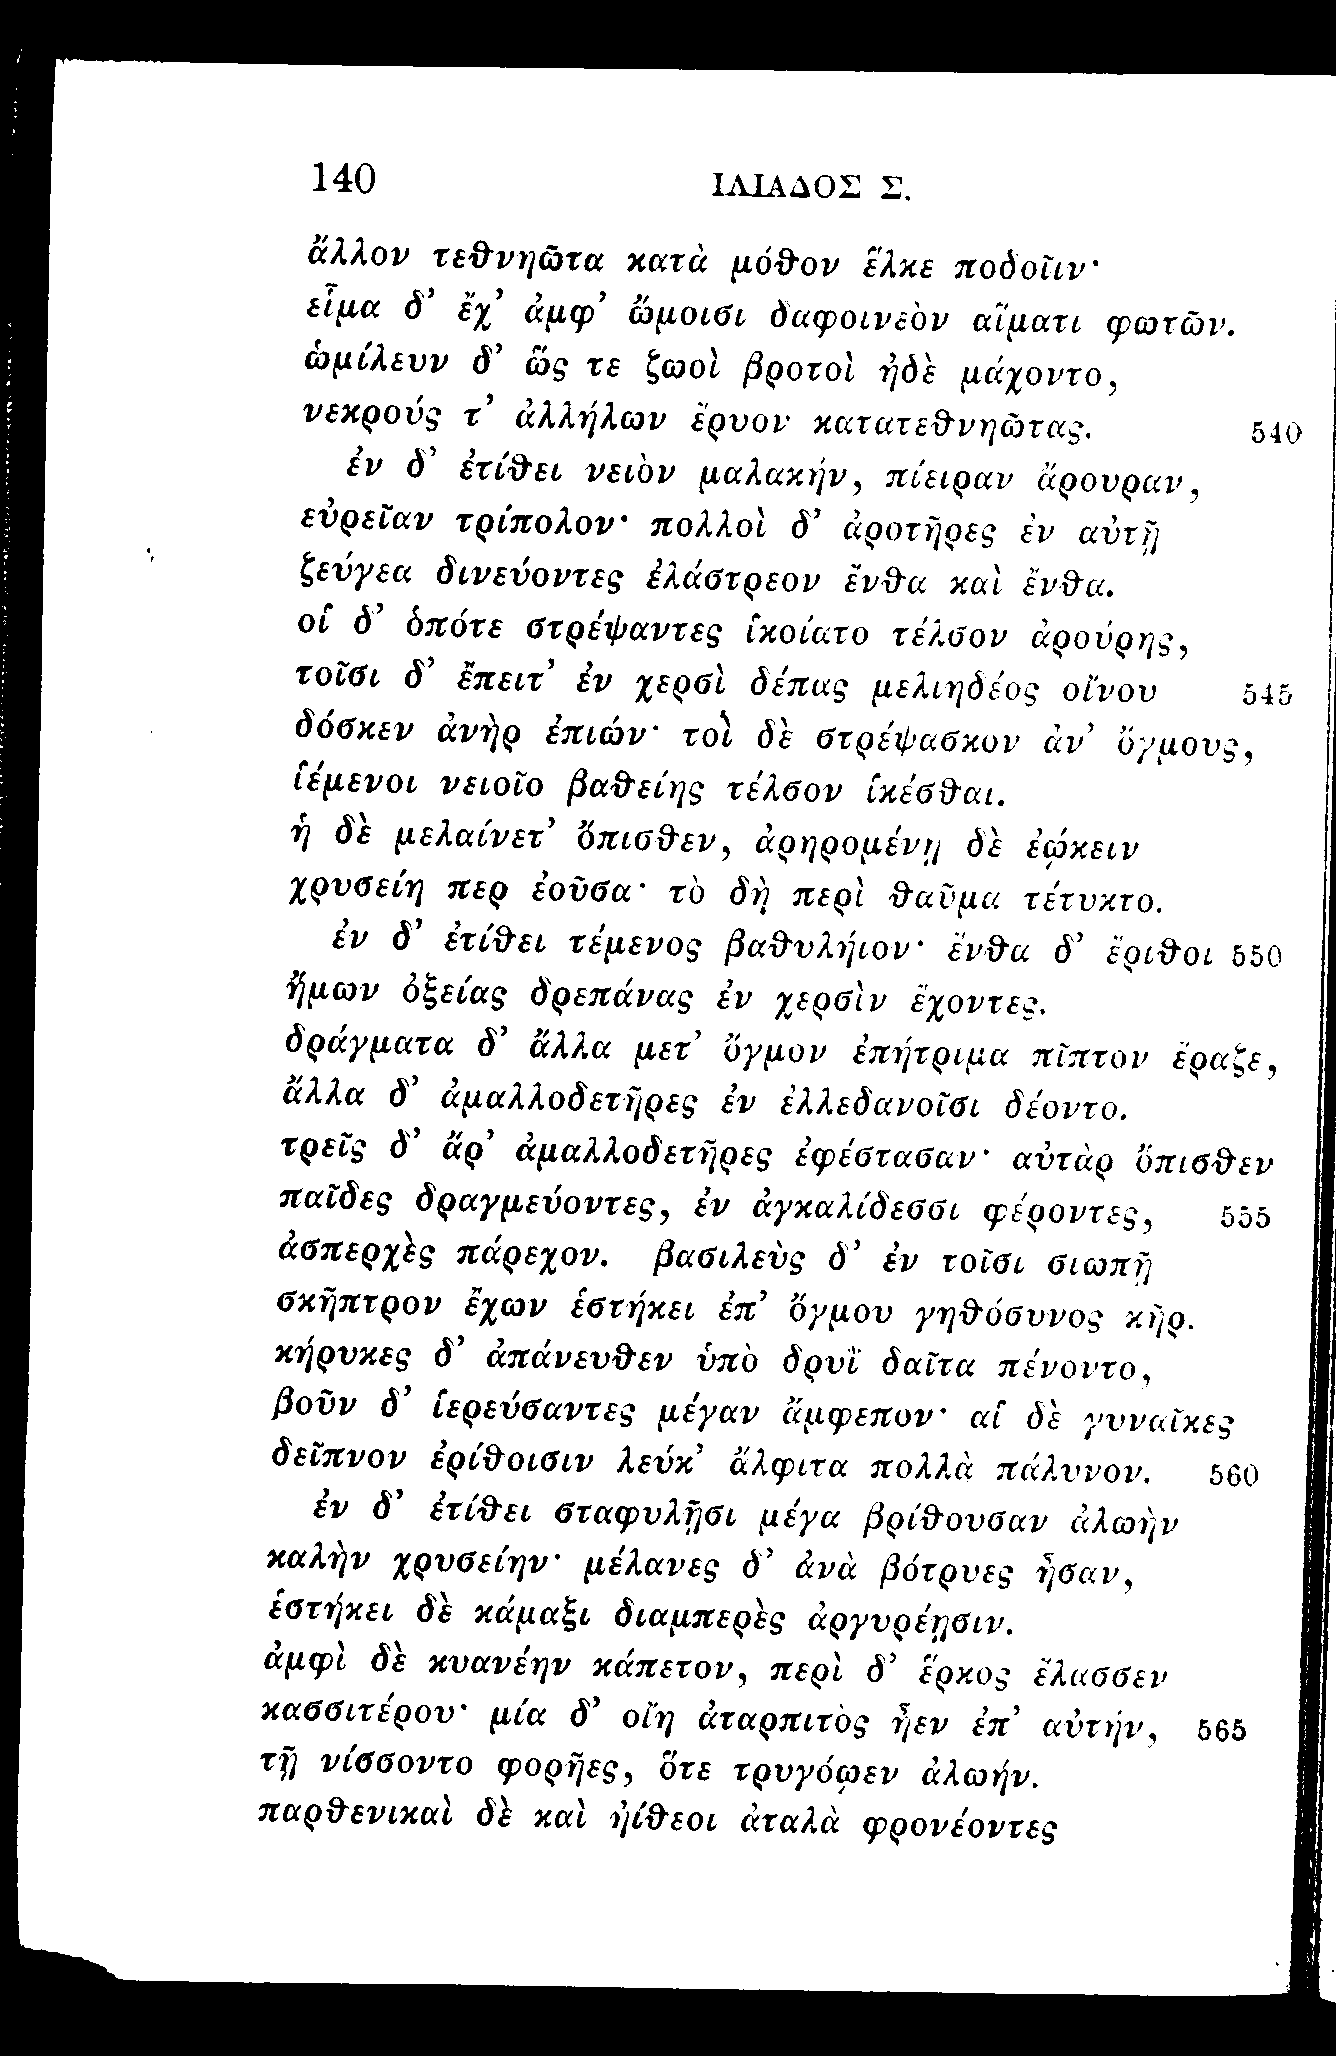 140 ΙΛΙΑΔΟΣ Σ.
ἄλλον τεθνηῶτα κατὰ μόθον ἕλκε ποδοῖιν·
εἷμα δ’ ἔχ’ ἀμφ’ ὤμοισι δαφοινεὸν αἵματι φωτῶν.
ὡμίλευν δ’ ὥς τε ζωοὶ βροτοὶ ἠδὲ μάχοντο,
νεκρούς τ’ ἀλλήλων ἔρυον κατατεθνηῶτας. 540
ἐν δ’ ἐτίθει νειὸν μαλακήν, πίειραν ἄρουραν,
εὐρεῖαν τρίπολον· πολλοὶ δ’ ἀροτῆρες ἐν αὐτῇ
ζεύγεα δινεύοντες ἐλάστρεον ἔνθα καὶ ἔνθα.
οἱ δ’ ὁπότε στρέψαντες ἱκοίατο τέλσον ἀρούρης,
τοῖσι δ’ ἔπειτ’ ἐν χερσὶ δέπας μελιηδέος οἴνου 545
δόσκεν ἀνὴρ ἐπιών· τοὶ δὲ στρέψασκον ἀν’ ὄγμους,
ἱέμενοι νειοῖο βαθείης τέλσον ἱκέσθαι.
ἡ δὲ μελαίνετ’ ὄπισθεν, ἀρηρομένῃ δὲ ἐῴκειν
χρυσείη περ ἐοῦσα· τὸ δὴ περὶ θαῦμα τέτυκτο.
ἐν δ’ ἐτίθει τέμενος βαθυλήιον· ἔνθα δ’ ἔριθοι 550
ἤμων ὀξείας δρεπάνας ἐν χερσὶν ἔχοντες.
δράγματα δ’ ἄλλα μετ’ ὄγμον ἐπήτριμα πῖπτον ἔραζε,
ἄλλα δ’ ἀμαλλοδετῆρες ἐν ἐλλεδανοῖσι δέοντο.
τρεῖς δ’ ἄρ’ ἀμαλλοδετῆρες ἐφέστασαν· αὐτὰρ ὄπισθεν
παῖδες δραγμεύοντες, ἐν ἀγκαλίδεσσι φέροντες, 555
ἀσπερχὲς πάρεχον. βασιλεὺς δ’ ἐν τοῖσι σιωπῇ
σκῆπτρον ἔχων ἑστήκει ἐπ’ ὄγμου γηθόσυνος κῆρ.
κήρυκες δ’ ἀπάνευθεν ὑπὸ δρυῒ δαῖτα πένοντο,
βοῦν δ’ ἱερεύσαντες μέγαν ἄμφεπον· αἱ δὲ γυναῖκες
δεῖπνον ἐρίθοισιν λεύκ’ ἄλφιτα πολλὰ πάλυνον. 560
ἐν δ’ ἐτίθει σταφυλῇσι μέγα βρίθουσαν ἀλωὴν
καλὴν χρυσείην· μέλανες δ’ ἀνὰ βότρυες ἦσαν,
ἑστήκει δὲ κάμαξι διαμπερὲς ἀργυρέῃσιν.
ἀμφὶ δὲ κυανέην κάπετον, περὶ δ’ ἕρκος ἔλασσεν
κασσιτέρου· μία δ’ οἴη ἀταρπιτὸς ἦεν ἐπ’ αὐτήν, 565
τῇ νίσσοντο φορῆες, ὅτε τρυγόῳεν ἀλωήν.
παρθενικαὶ δὲ καὶ ἠίθεοι ἀταλὰ φρονέοντες